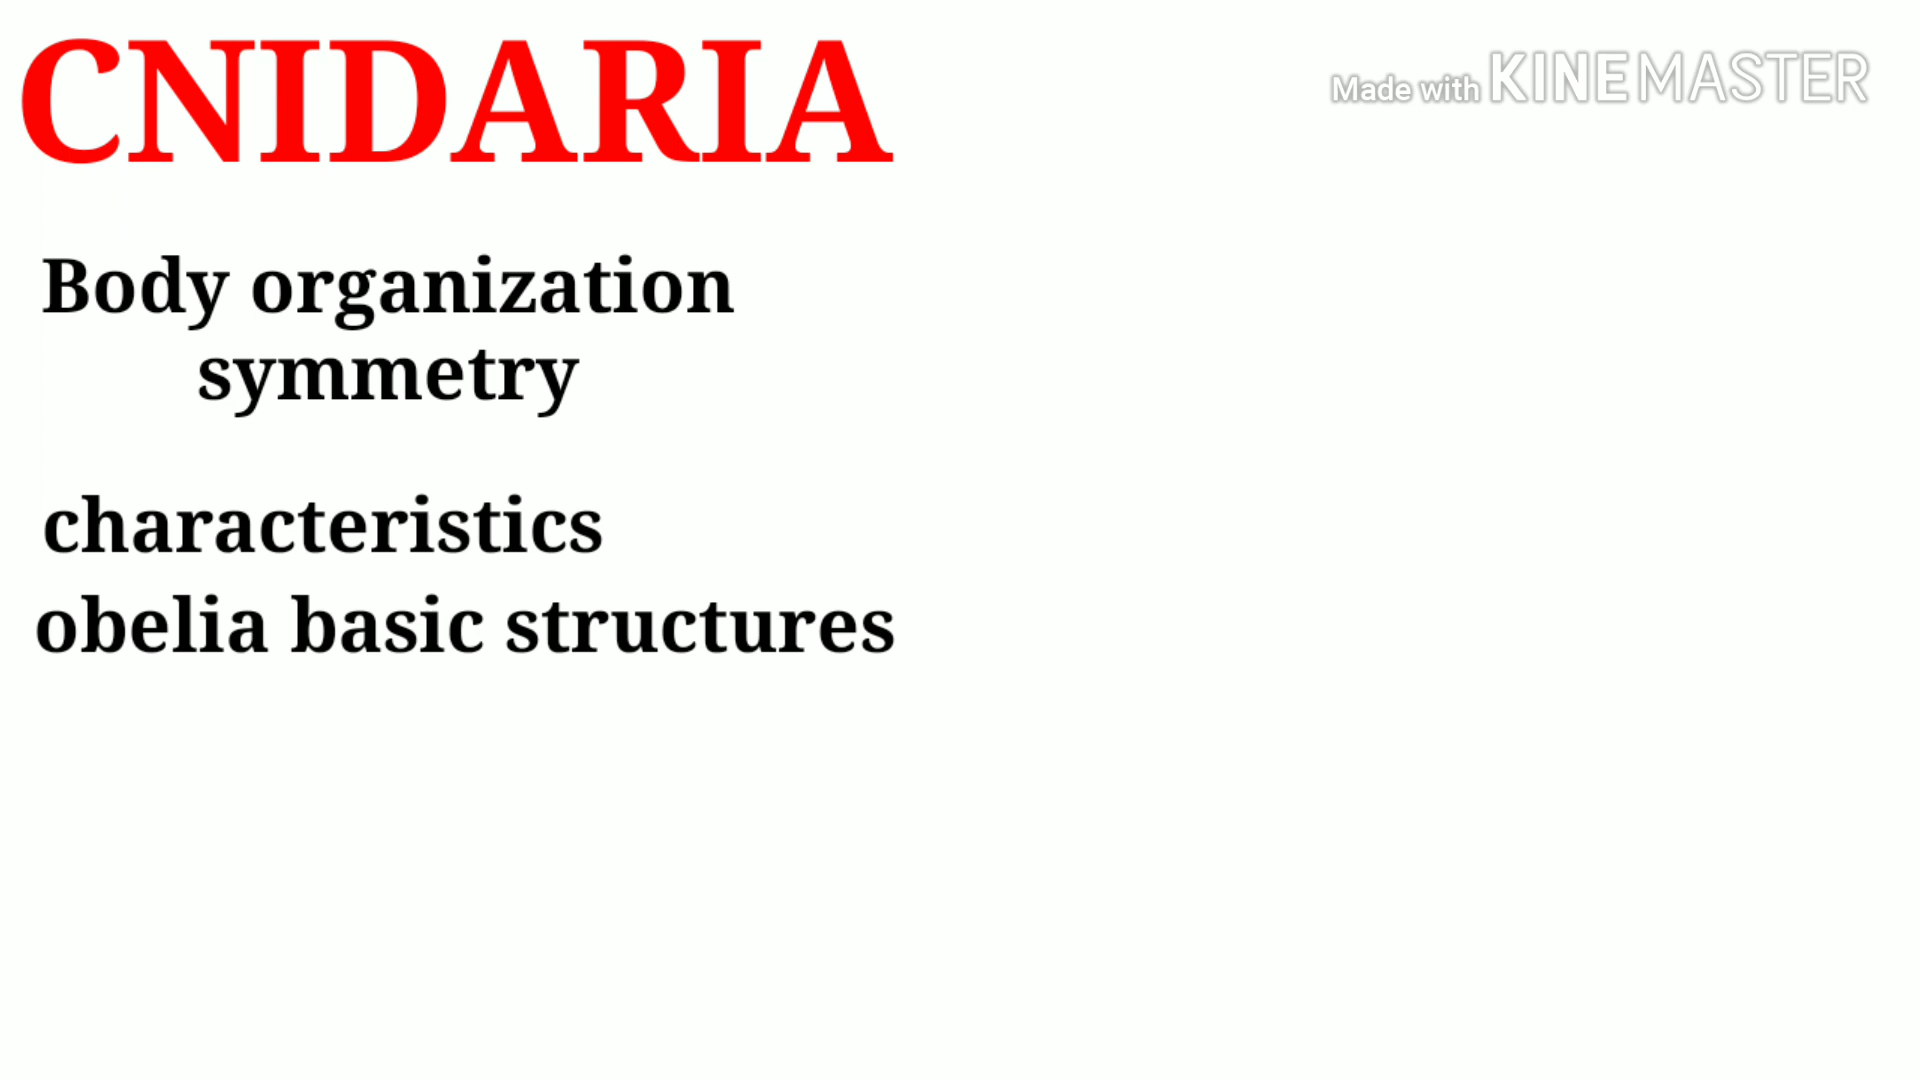 CNIDARIA
Made with KINEMASTER
Body organization
symmetry
characteristics
obelia basic structures